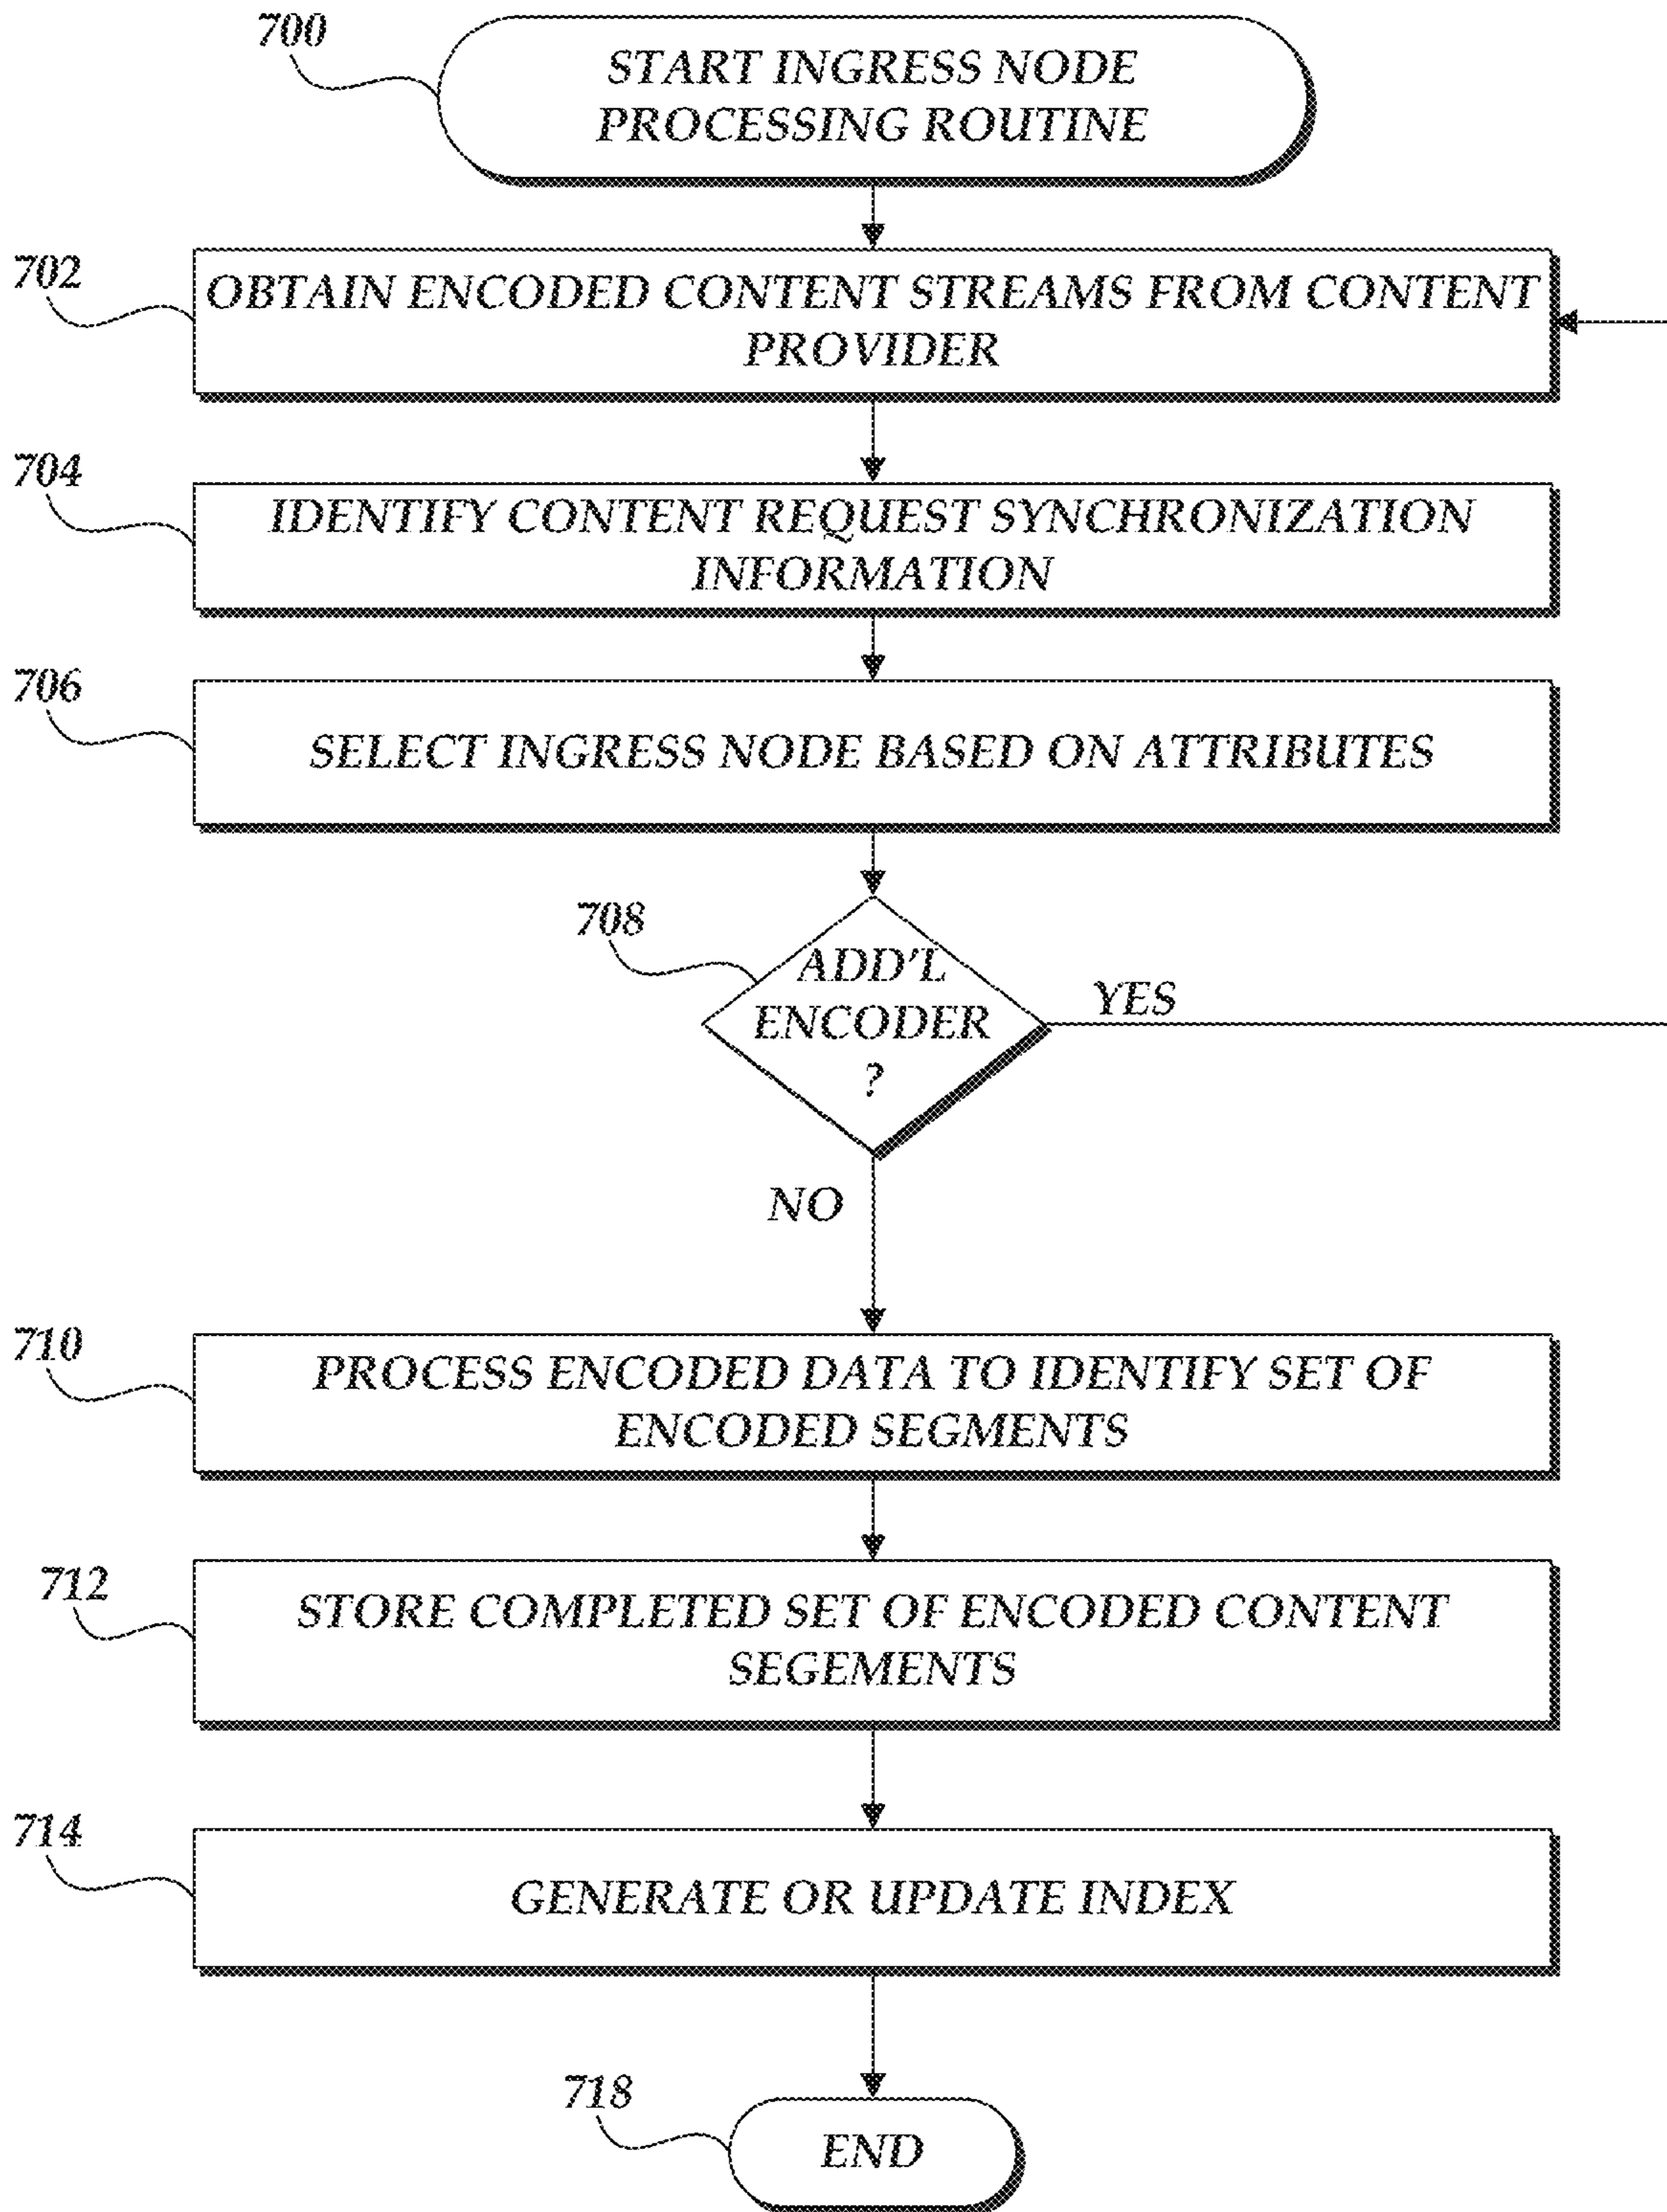 700
START INGRESS NODE
PROCESSING ROUTINE
702
OBTAIN ENCODED CONTENT STREAMS FROM CONTENT
PROVIDER
704
IDENTIFY CONTENT REQUEST SYNCHRONIZATION
INFORMATION
706
SELECT INGRESS NODE BASED ON ATTRIBUTES
708
ADD'L
ENCODER
?
YES
NO
710
PROCESS ENCODED DATA TO IDENTIFY SET OF
ENCODED SEGMENTS
712
STORE COMPLETED SET OF ENCODED CONTENT
SEGEMENTS
714
GENERATE OR UPDATE INDEX
718
END